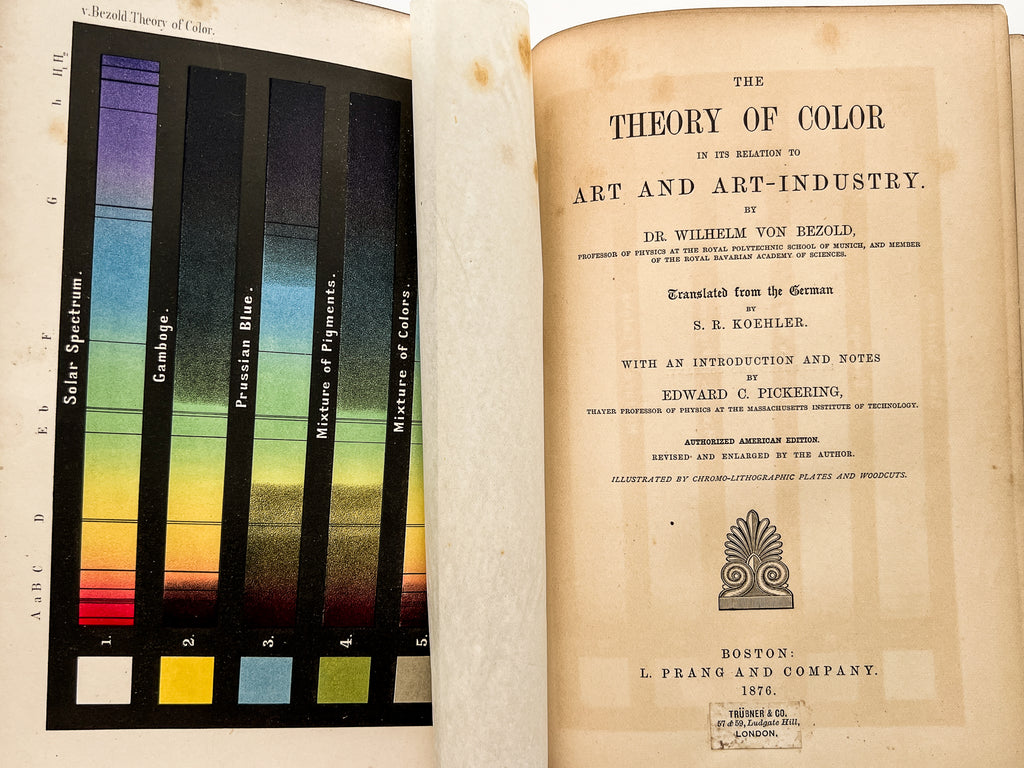 v. Bezold. Theory of Color.
H₁ H₂
h
G
F
E b
D
A a B C
Solar Spectrum.
Gamboge.
Prussian Blue.
Mixture of Pigments.
Mixture of Colors.
1.
2.
3.
4.
5.
THE
THEORY OF COLOR
IN ITS RELATION TO
ART AND ART-INDUSTRY.
BY
DR. WILHELM VON BEZOLD,
PROFESSOR OF PHYSICS AT THE ROYAL POLYTECHNIC SCHOOL OF MUNICH, AND MEMBER
OF THE ROYAL BAVARIAN ACADEMY OF SCIENCES.
Translated from the German
BY
S. R. KOEHLER.
WITH AN INTRODUCTION AND NOTES
BY
EDWARD C. PICKERING,
THAYER PROFESSOR OF PHYSICS AT THE MASSACHUSETTS INSTITUTE OF TECHNOLOGY.
AUTHORIZED AMERICAN EDITION.
REVISED AND ENLARGED BY THE AUTHOR.
ILLUSTRATED BY CHROMO-LITHOGRAPHIC PLATES AND WOODCUTS.
BOSTON:
L. PRANG AND COMPANY.
1876.
TRÜBNER & CO.
57 & 59, Ludgate Hill,
LONDON.